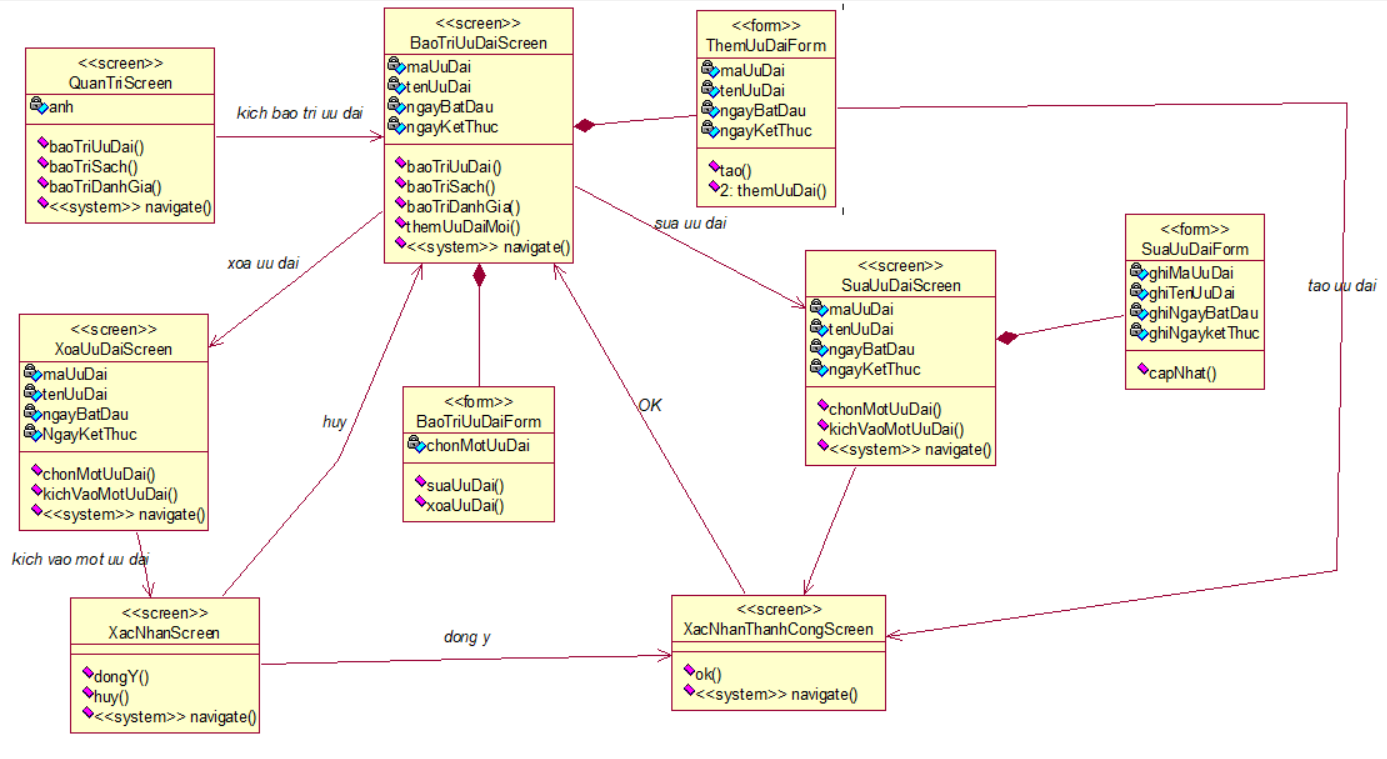 <<screen>>
QuanTriScreen
anh
baoTriUuDai()
baoTriSach()
baoTriDanhGia()
<<system>> navigate()
kich bao tri uu dai
<<screen>>
BaoTriUuDaiScreen
maUuDai
tenUuDai
ngayBatDau
ngayKetThuc
baoTriUuDai()
baoTriSach()
baoTriDanhGia()
themUuDaiMoi()
<<system>> navigate()
<<form>>
ThemUuDaiForm
maUuDai
tenUuDai
ngayBatDau
ngayKetThuc
tao()
2: themUuDai()
sua uu dai
xoa uu dai
<<form>>
SuaUuDaiForm
ghiMaUuDai
ghiTenUuDai
ghiNgayBatDau
ghiNgayketThuc
capNhat()
tao uu dai
<<screen>>
SuaUuDaiScreen
maUuDai
tenUuDai
ngayBatDau
ngayKetThuc
chonMotUuDai()
kichVaoMotUuDai()
<<system>> navigate()
<<screen>>
XoaUuDaiScreen
maUuDai
tenUuDai
ngayBatDau
NgayKetThuc
chonMotUuDai()
kichVaoMotUuDai()
<<system>> navigate()
huy
<<form>>
BaoTriUuDaiForm
chonMotUuDai
suaUuDai()
xoaUuDai()
OK
kich vao mot uu dai
<<screen>>
XacNhanScreen
dongY()
huy()
<<system>> navigate()
dong y
<<screen>>
XacNhanThanhCongScreen
ok()
<<system>> navigate()